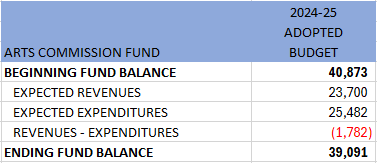 2024-25
ADOPTED
ARTS COMMISSION FUND BUDGET
BEGINNING FUND BALANCE 40,873
EXPECTED REVENUES 23,700
EXPECTED EXPENDITURES 25,482
REVENUES - EXPENDITURES (1,782)
ENDING FUND BALANCE 39,091